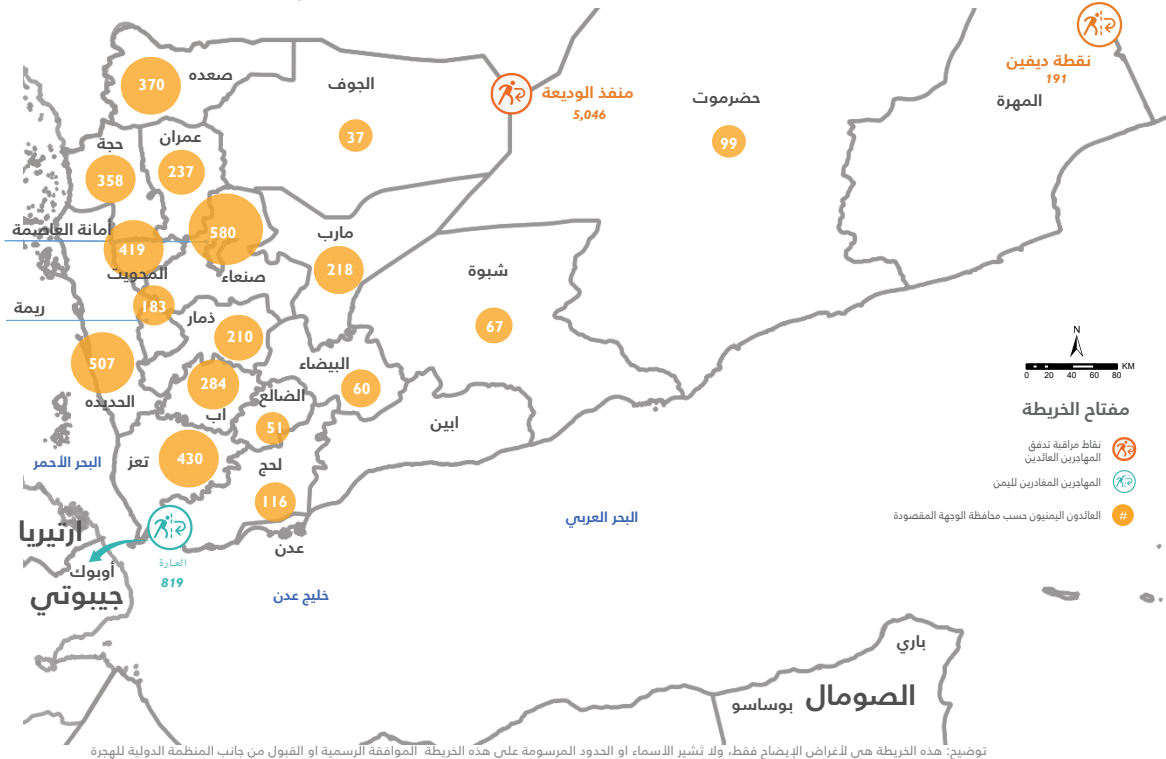 نقطة ديفين
191
المهرة
حضرموت
99
منفذ الوديعة
5,046
الجوف
37
صعده
370
عمران
237
حجة
358
أمانة العاصمة
580
419
المحويت
صنعاء
مارب
218
شبوة
67
ريمة
183
ذمار
210
507
الحديده
284
اب
البيضاء
60
الضالع
51
ابين
تعز
430
لحج
116
عدن
البحر الأحمر
البحر العربي
خليج عدن
ارتيريا
أوبوك
جيبوتي
العارة
819
باري
الصومال
بوساسو
N
KM
0 20 40 60 80
مفتاح الخريطة
نقاط مراقبة تدفق
المهاجرين العائدين
المهاجرين المغادرين لليمن
# العائدون اليمنيون حسب محافظة الوجهة المقصودة
توضيح: هذه الخريطة هي لأغراض الإيضاح فقط، ولا تشير الأسماء او الحدود المرسومة على هذه الخريطة الموافقة الرسمية او القبول من جانب المنظمة الدولية للهجرة